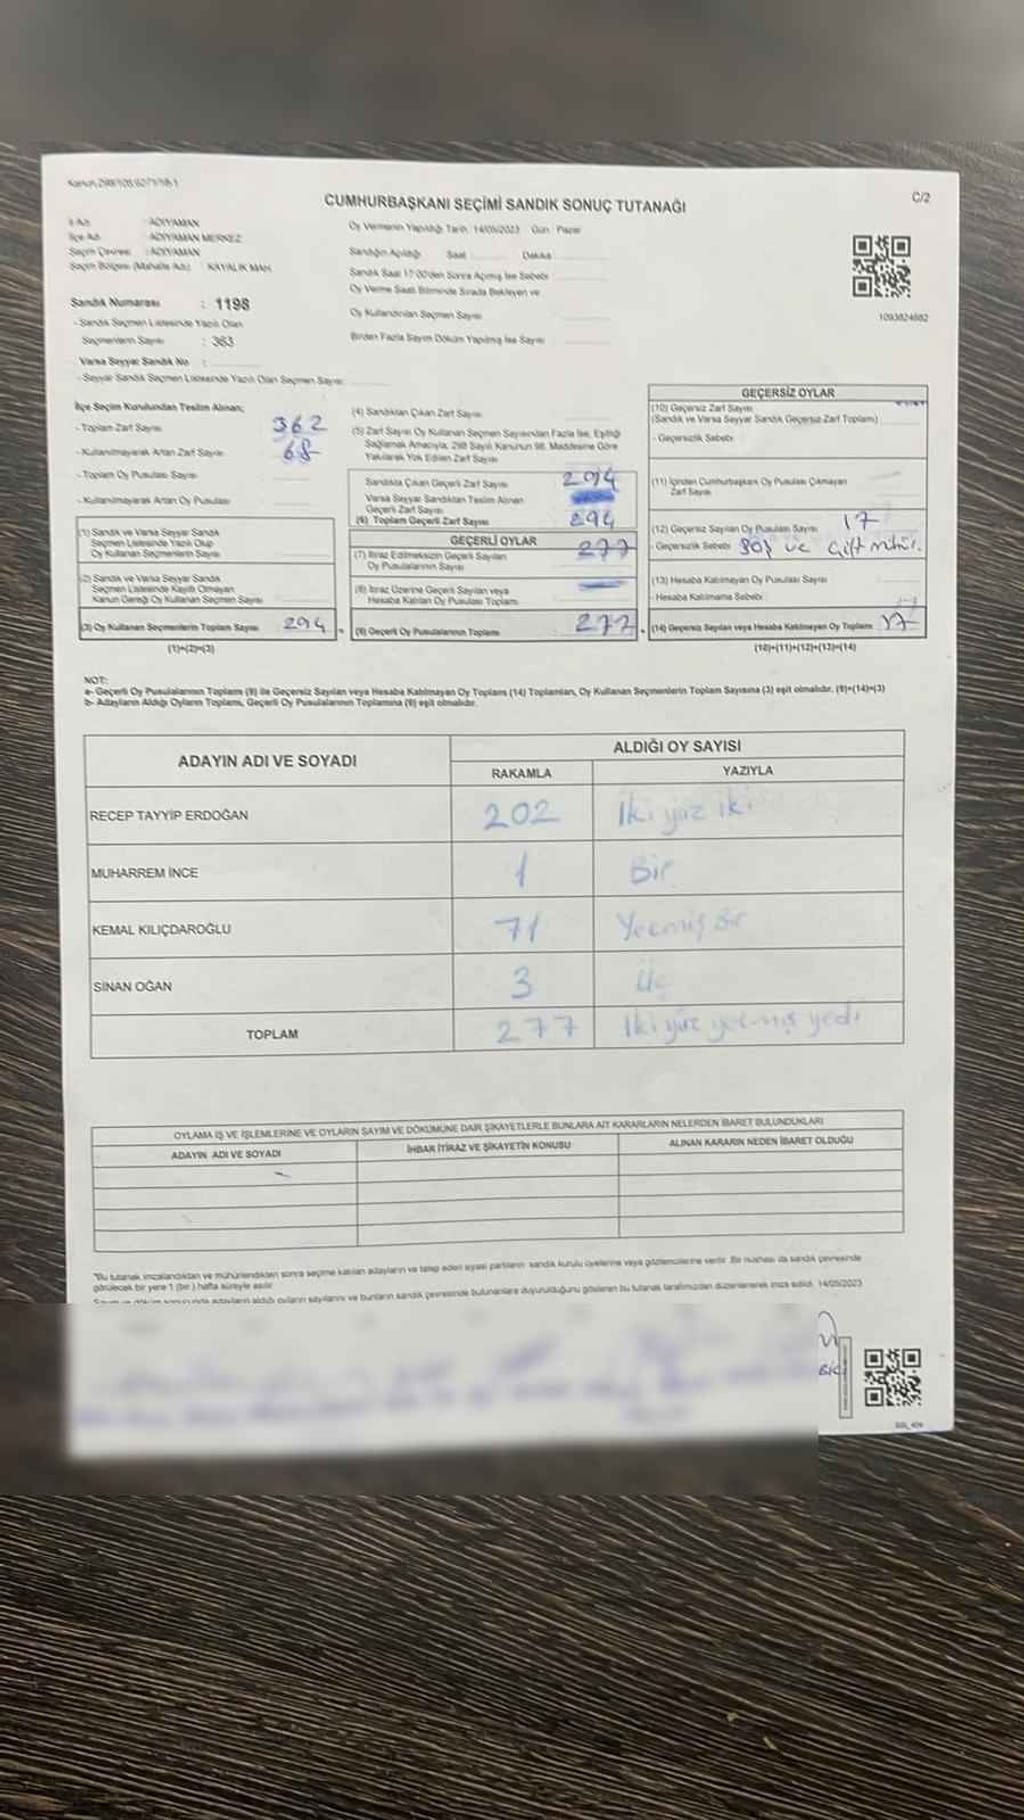 C/2
CUMHURBAŞKANI SEÇİMİ SANDIK SONUÇ TUTANAĞI
İl Adı : ADIYAMAN
İlçe Adı : ADIYAMAN MERKEZ
Seçim Çevresi : ADIYAMAN
Seçim Bölgesi (Mahalle Adı) : KAYALIK MAH.
Sandık Numarası : 1198
- Sandık Seçmen Listesinde Yazılı Olan
Seçmenlerin Sayısı : 363
Varsa Seyyar Sandık No :
- Seyyar Sandık Seçmen Listesinde Yazılı Olan Seçmen Sayısı:
Oy Vermenin Yapıldığı Tarih: 14/05/2023 Gün : Pazar
Sandığın Açıldığı Saat Dakika
Sandık Saat 17:00'den Sonra Açılmış İse Sebebi
Oy Verme Saati Bitiminde Sırada Bekleyen ve
Oy Kullandırılan Seçmen Sayısı
Birden Fazla Sayım Döküm Yapılmış İse Sayısı
1093824882
İlçe Seçim Kurulundan Teslim Alınan;
- Toplam Zarf Sayısı 362
- Kullanılmayarak Artan Zarf Sayısı 68
- Toplam Oy Pusulası Sayısı
- Kullanılmayarak Artan Oy Pusulası
(1) Sandık ve Varsa Seyyar Sandık
Seçmen Listesinde Yazılı Olup
Oy Kullanan Seçmenlerin Sayısı
(2) Sandık ve Varsa Seyyar Sandık
Seçmen Listesinde Kayıtlı Olmayan
Kanun Gereği Oy Kullanan Seçmen Sayısı
(3) Oy Kullanan Seçmenlerin Toplam Sayısı 294
(1)+(2)=(3)
(4) Sandıktan Çıkan Zarf Sayısı
(5) Zarf Sayısı Oy Kullanan Seçmen Sayısından Fazla İse, Eşitliği
Sağlamak Amacıyla, 298 Sayılı Kanunun 98. Maddesine Göre
Yakılarak Yok Edilen Zarf Sayısı
Sandıkta Çıkan Geçerli Zarf Sayısı 294
Varsa Seyyar Sandıktan Teslim Alınan
Geçerli Zarf Sayısı
(6) Toplam Geçerli Zarf Sayısı 294
GEÇERLİ OYLAR
(7) İtiraz Edilmeksizin Geçerli Sayılan
Oy Pusulalarının Sayısı 277
(8) İtiraz Üzerine Geçerli Sayılan veya
Hesaba Katılan Oy Pusulası Toplamı
(9) Geçerli Oy Pusulalarının Toplamı 277
GEÇERSİZ OYLAR
(10) Geçersiz Zarf Sayısı
(Sandık ve Varsa Seyyar Sandık Geçersiz Zarf Toplamı)
- Geçersizlik Sebebi
(11) İçinden Cumhurbaşkanı Oy Pusulası Çıkmayan
Zarf Sayısı
(12) Geçersiz Sayılan Oy Pusulası Sayısı 17
- Geçersizlik Sebebi Boş ve Çift mühür.
(13) Hesaba Katılmayan Oy Pusulası Sayısı
- Hesaba Katılmama Sebebi
(14) Geçersiz Sayılan veya Hesaba Katılmayan Oy Toplamı 17
(10)+(11)+(12)+(13)=(14)
NOT:
a- Geçerli Oy Pusulalarının Toplamı (9) ile Geçersiz Sayılan veya Hesaba Katılmayan Oy Toplamı (14) Toplamları, Oy Kullanan Seçmenlerin Toplam Sayısına (3) eşit olmalıdır. (9)+(14)=(3)
b- Adayların Aldığı Oyların Toplamı, Geçerli Oy Pusulalarının Toplamına (9) eşit olmalıdır.
ADAYIN ADI VE SOYADI ALDIĞI OY SAYISI
RAKAMLA YAZIYLA
RECEP TAYYİP ERDOĞAN 202 İki yüz iki
MUHARREM İNCE 1 Bir
KEMAL KILIÇDAROĞLU 71 Yetmiş Bir
SİNAN OĞAN 3 Üç
TOPLAM 277 İki yüz yetmiş yedi
OYLAMA İŞ VE İŞLEMLERİNE VE OYLARIN SAYIM VE DÖKÜMÜNE DAİR ŞİKAYETLERLE BUNLARA AİT KARARLARIN NELERDEN İBARET BULUNDUKLARI
ADAYIN ADI VE SOYADI İHBAR İTİRAZ VE ŞİKAYETİN KONUSU ALINAN KARARIN NEDEN İBARET OLDUĞU
*Bu tutanak imzalandıktan ve mühürlendikten sonra seçime katılan adayların ve talep eden siyasi partilerin sandık kurulu üyelerine veya gözlemcilerine verilir. Bir nüshası da sandık çevresinde
görülecek bir yere 1 (bir) hafta süreyle asılır.
adayların aldığı oyların sayılarını ve bunların sandık çevresinde bulunanlara duyurulduğunu gösteren bu tutanak tarafımızdan düzenlenerek imza edildi. 14/05/2023